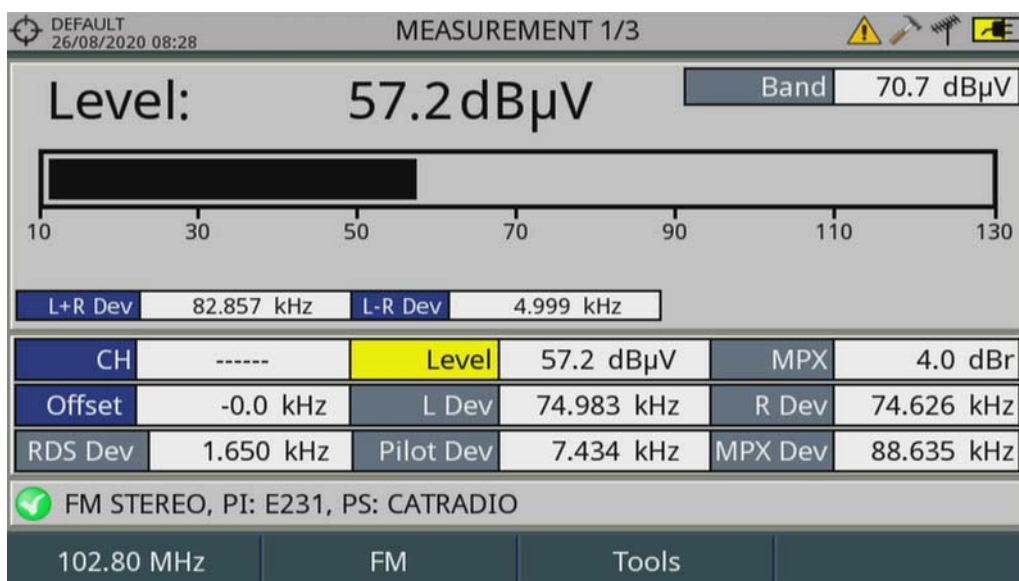 DEFAULT
26/08/2020 08:28
MEASUREMENT 1/3
Level: 57.2 dBµV
Band 70.7 dBµV
10 30 50 70 90 110 130
L+R Dev 82.857 kHz L-R Dev 4.999 kHz
CH ------ Level 57.2 dBµV MPX 4.0 dBr
Offset -0.0 kHz L Dev 74.983 kHz R Dev 74.626 kHz
RDS Dev 1.650 kHz Pilot Dev 7.434 kHz MPX Dev 88.635 kHz
FM STEREO, PI: E231, PS: CATRADIO
102.80 MHz FM Tools